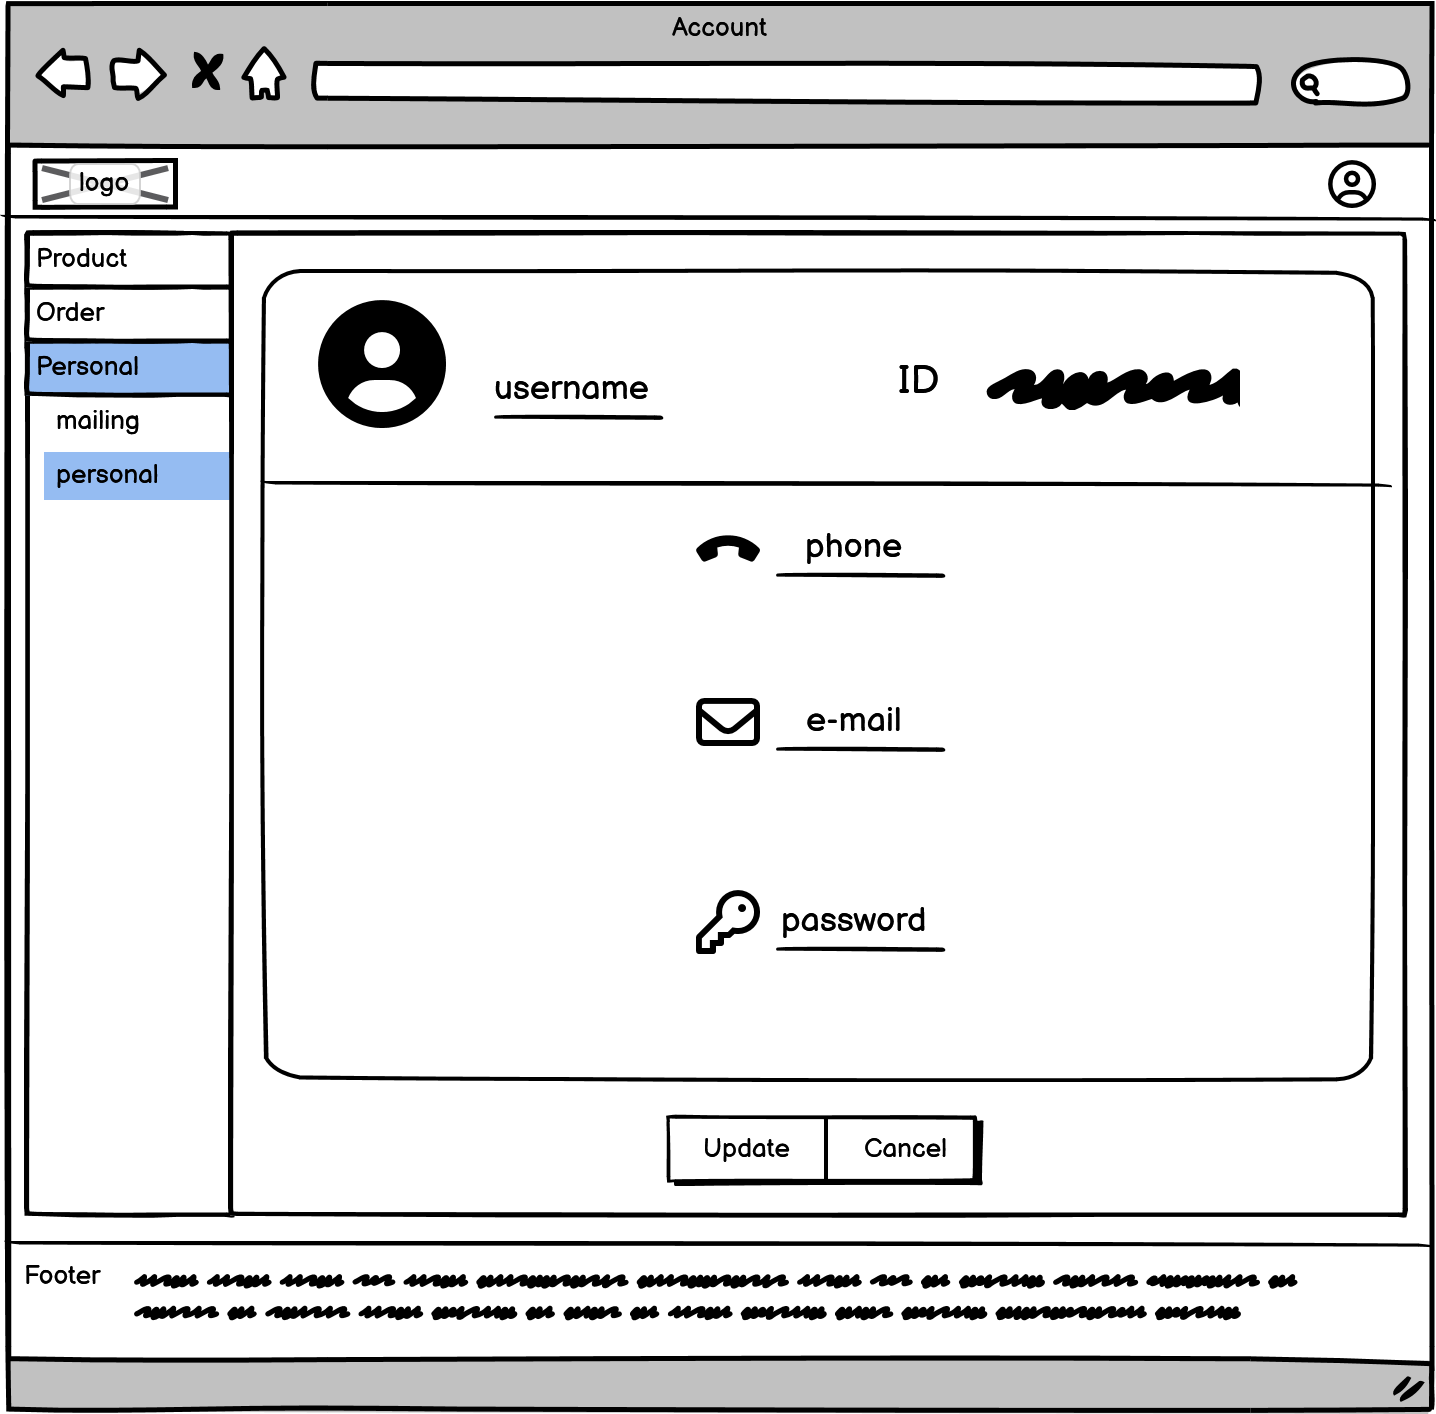 Account
logo
Product
Order
Personal
mailing
personal
username
ID
phone
e-mail
password
Update
Cancel
Footer